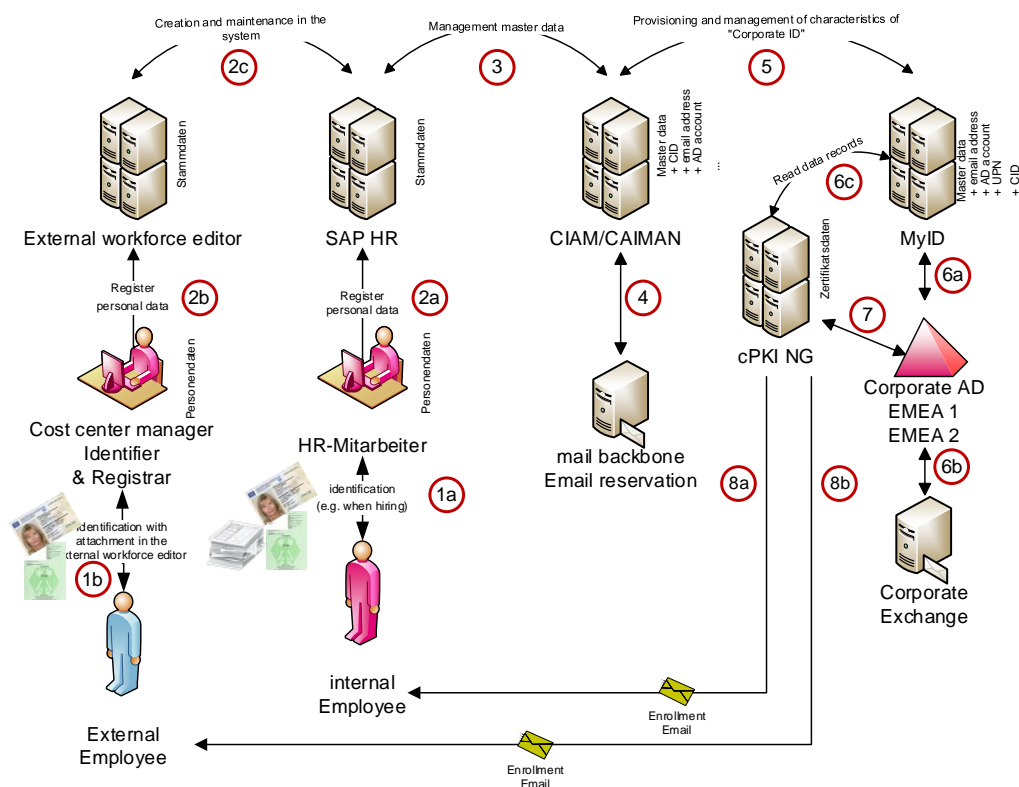 Creation and maintenance in the
system
2c
Management master data
3
Provisioning and management of characteristics of
"Corporate ID"
5
Stammdaten
External workforce editor
Stammdaten
SAP HR
Master data
+ CID
+ email address
+ AD account
...
CIAM/CAIMAN
Read data records
6c
Master data
+ email address
+ AD account
+ UPN
+ CID
MyID
Register
personal data
2b
Personendaten
Cost center manager
Identifier
& Registrar
Register
personal data
2a
Personendaten
HR-Mitarbeiter
4
mail backbone
Email reservation
Zertifikatsdaten
cPKI NG
6a
7
Corporate AD
EMEA 1
EMEA 2
6b
Corporate
Exchange
Identification with
attachment in the
external workforce editor
1b
identification
(e.g. when hiring)
1a
8a
8b
internal
Employee
Enrollment
Email
External
Employee
Enrollment
Email